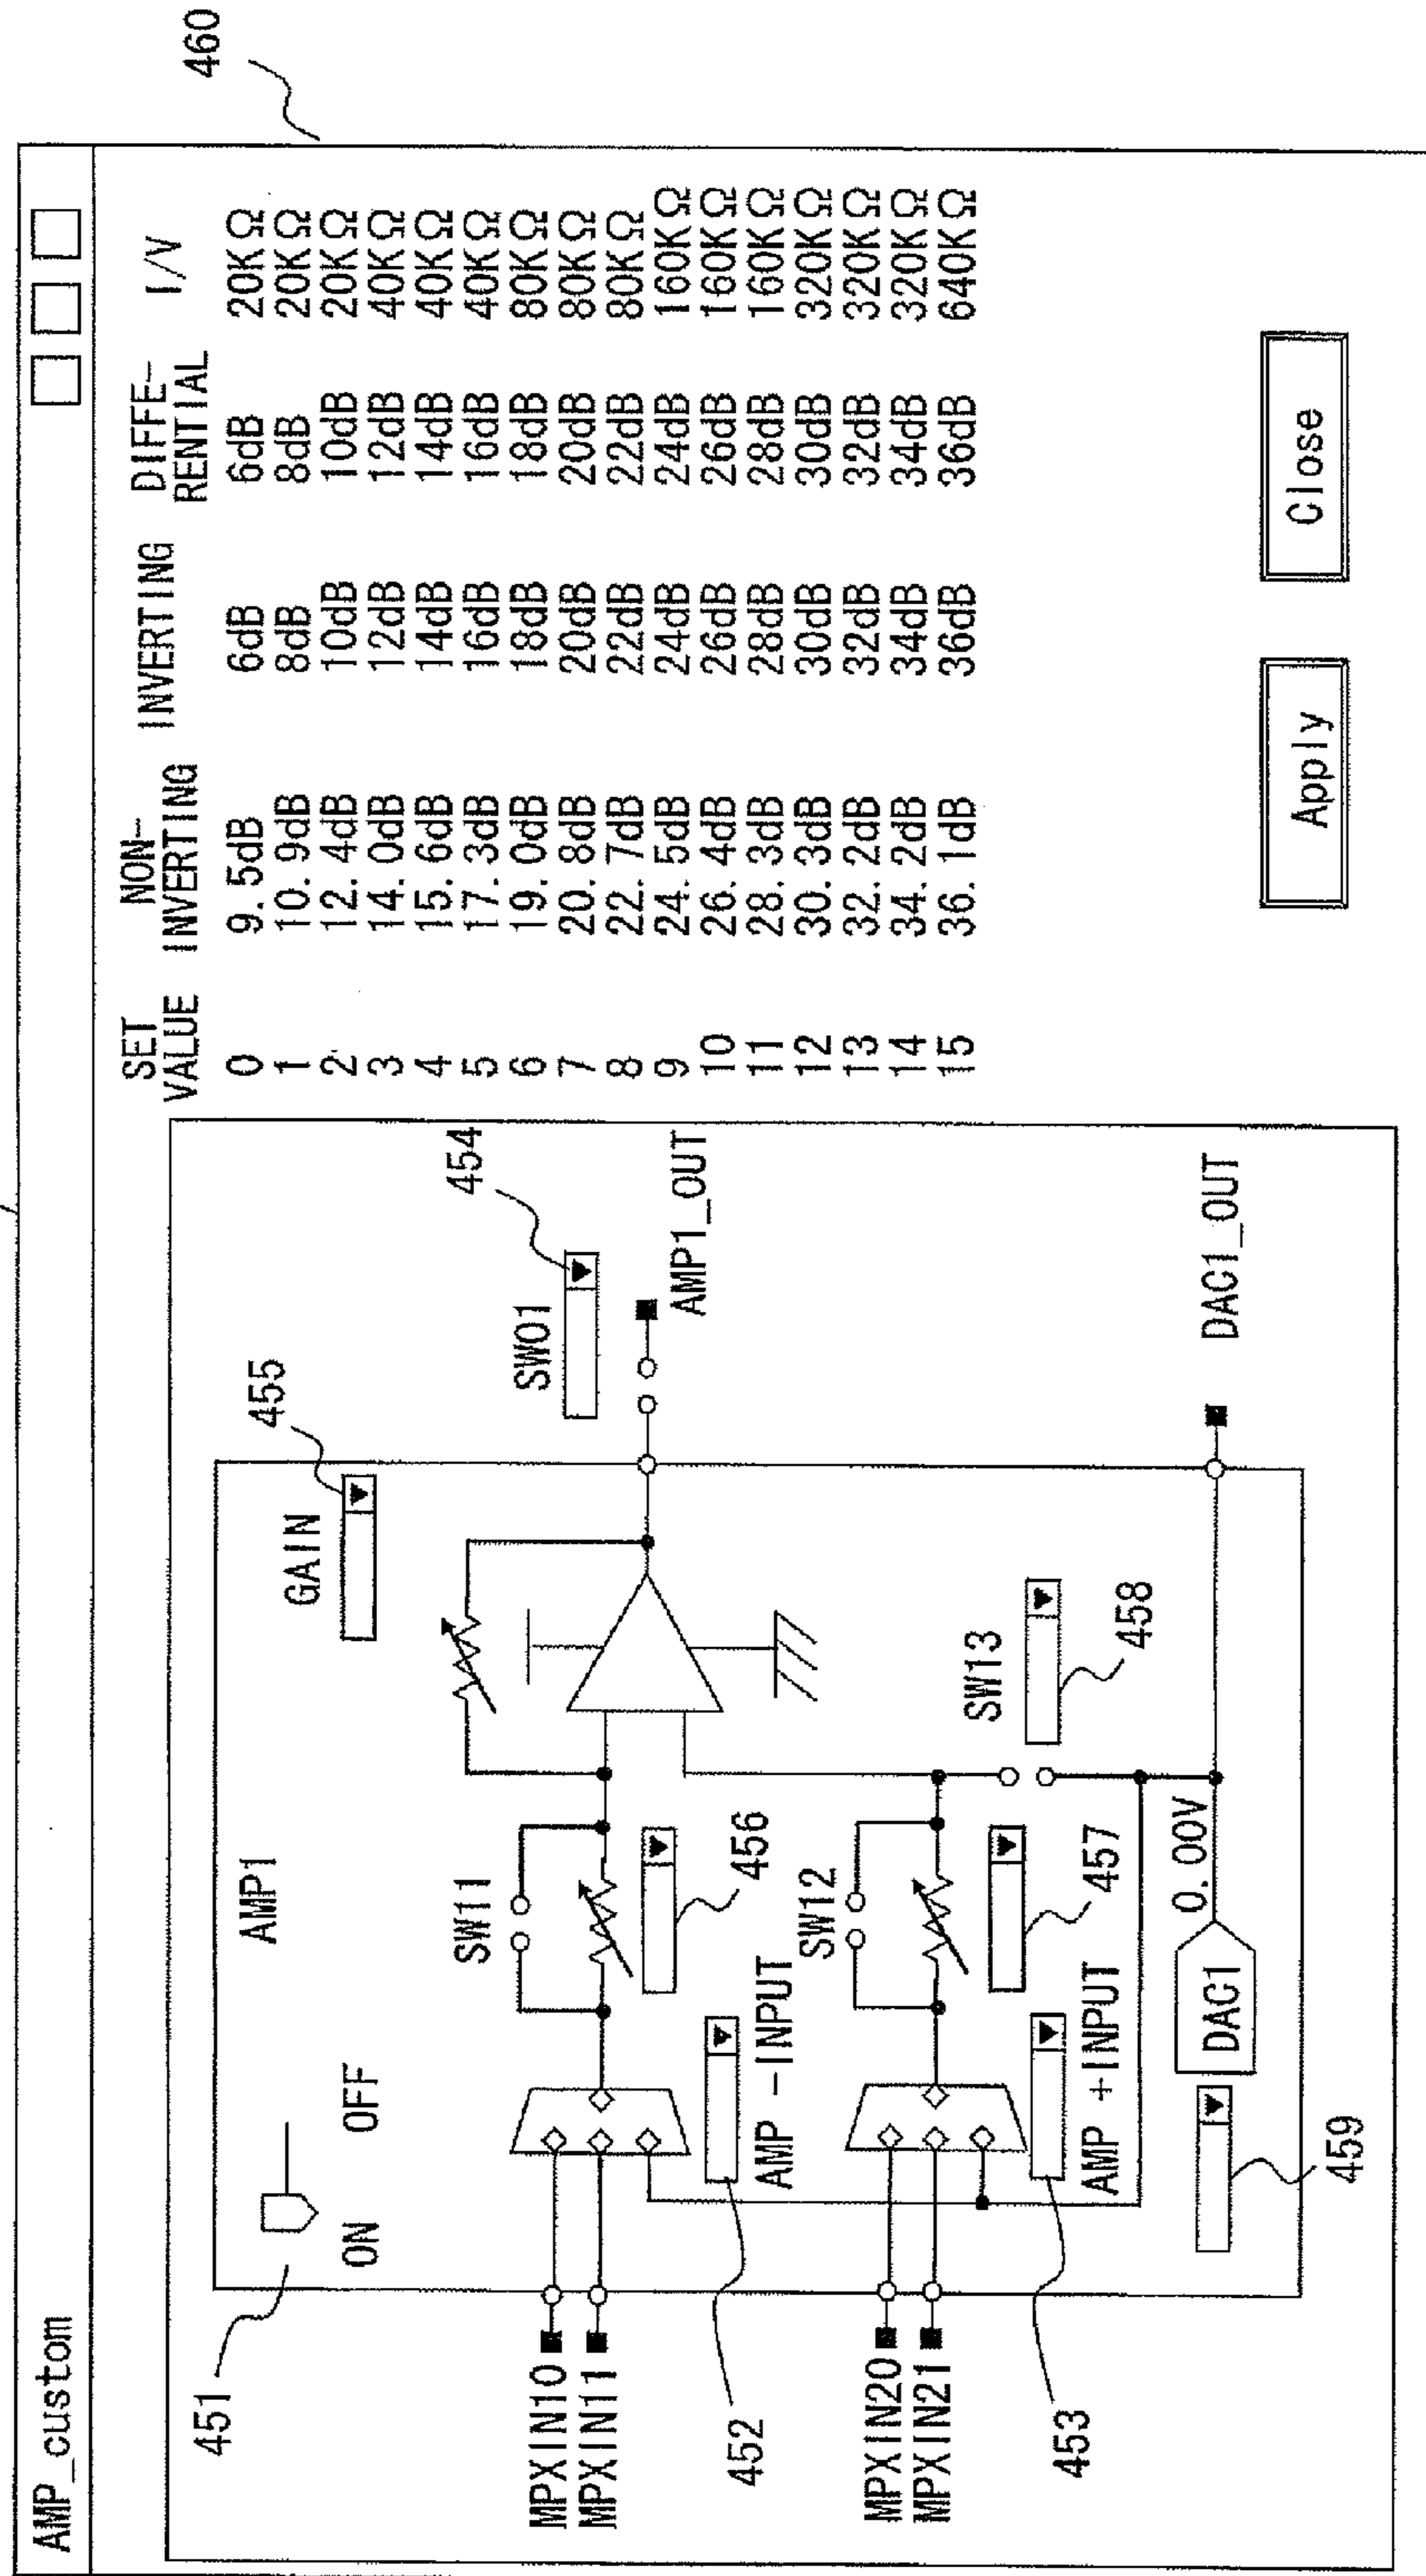 AMP_custom
460
451
ON OFF
AMP1
GAIN
455
454
SW01
AMP1_OUT
MPXIN10
MPXIN11
SW11
456
452
AMP -INPUT
MPXIN20
MPXIN21
SW12
457
453
AMP +INPUT
SW13
458
DAC1
0.00V
459
DAC1_OUT
SET VALUE NON-INVERTING INVERTING DIFFE-RENTIAL I/V
0 9.5dB 6dB 6dB 20KΩ
1 10.9dB 8dB 8dB 20KΩ
2 12.4dB 10dB 10dB 20KΩ
3 14.0dB 12dB 12dB 40KΩ
4 15.6dB 14dB 14dB 40KΩ
5 17.3dB 16dB 16dB 40KΩ
6 19.0dB 18dB 18dB 80KΩ
7 20.8dB 20dB 20dB 80KΩ
8 22.7dB 22dB 22dB 80KΩ
9 24.5dB 24dB 24dB 160KΩ
10 26.4dB 26dB 26dB 160KΩ
11 28.3dB 28dB 28dB 160KΩ
12 30.3dB 30dB 30dB 320KΩ
13 32.2dB 32dB 32dB 320KΩ
14 34.2dB 34dB 34dB 320KΩ
15 36.1dB 36dB 36dB 640KΩ
Apply
Close